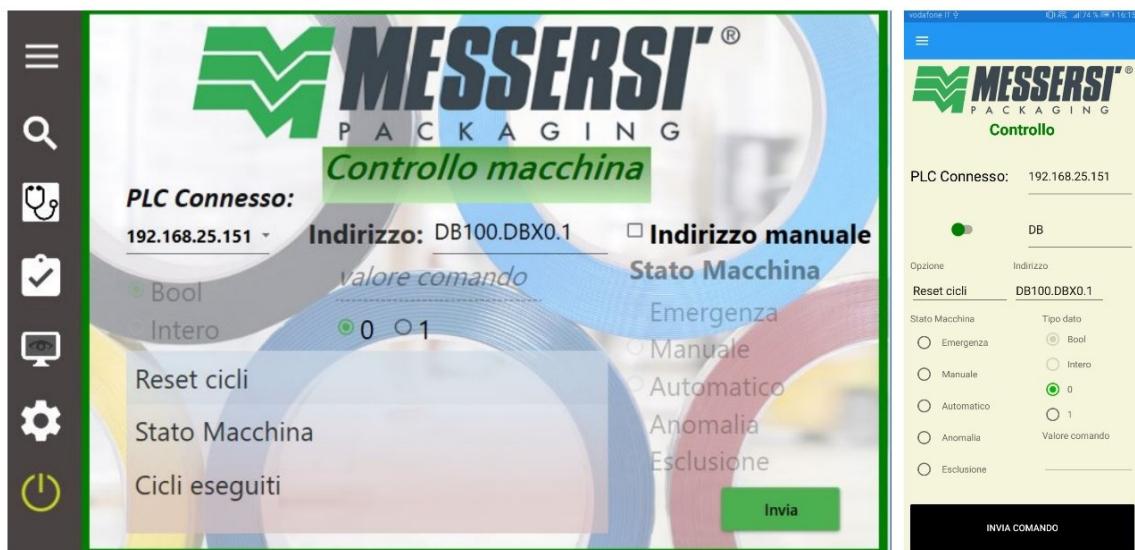 MESSERSI'®
PACKAGING
Controllo macchina
PLC Connesso:
192.168.25.151
Indirizzo: DB100.DBX0.1
Indirizzo manuale
valore comando
Stato Macchina
Bool
Intero
0 1
Emergenza
Manuale
Automatico
Anomalia
Esclusione
Reset cicli
Stato Macchina
Cicli eseguiti
Invia
vodafone IT
74 % 16:15
MESSERSI'®
PACKAGING
Controllo
PLC Connesso: 192.168.25.151
DB
Opzione Indirizzo
Reset cicli DB100.DBX0.1
Stato Macchina Tipo dato
Emergenza Bool
Manuale Intero
Automatico 0
Anomalia 1
Esclusione Valore comando
INVIA COMANDO